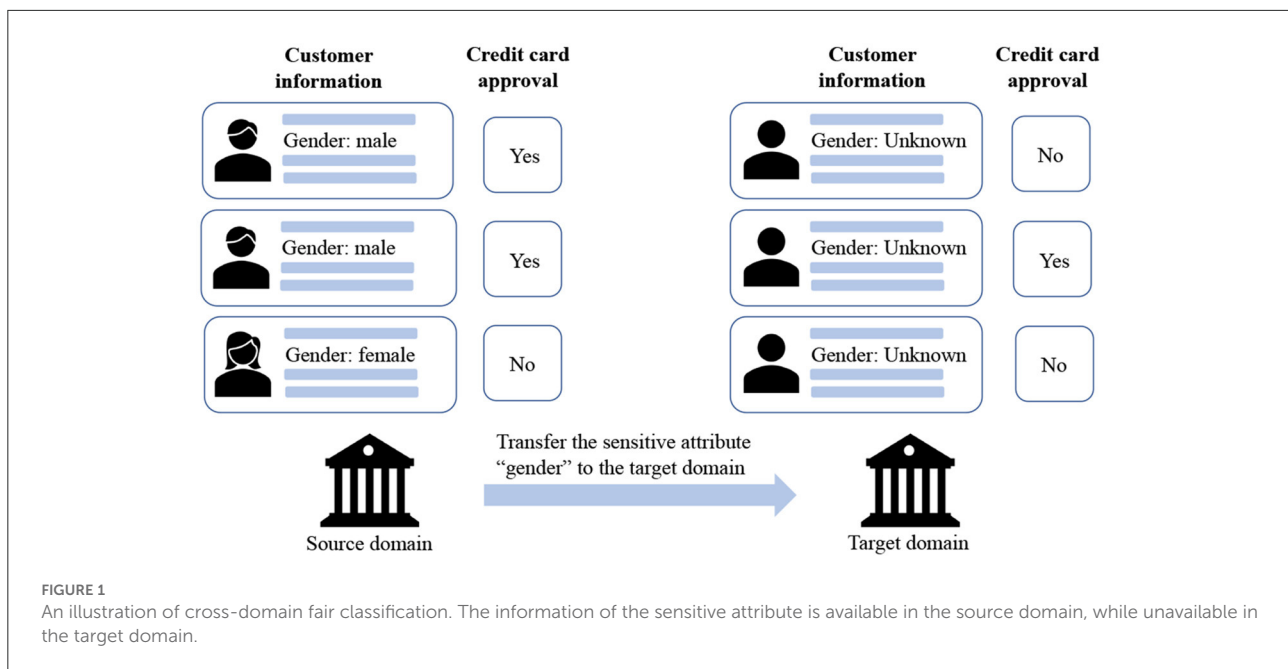 Customer
information
Credit card
approval
Gender: male
Yes
Gender: male
Yes
Gender: female
No
Customer
information
Credit card
approval
Gender: Unknown
No
Gender: Unknown
Yes
Gender: Unknown
No
Transfer the sensitive attribute
“gender” to the target domain
Source domain
Target domain
FIGURE 1
An illustration of cross-domain fair classification. The information of the sensitive attribute is available in the source domain, while unavailable in
the target domain.